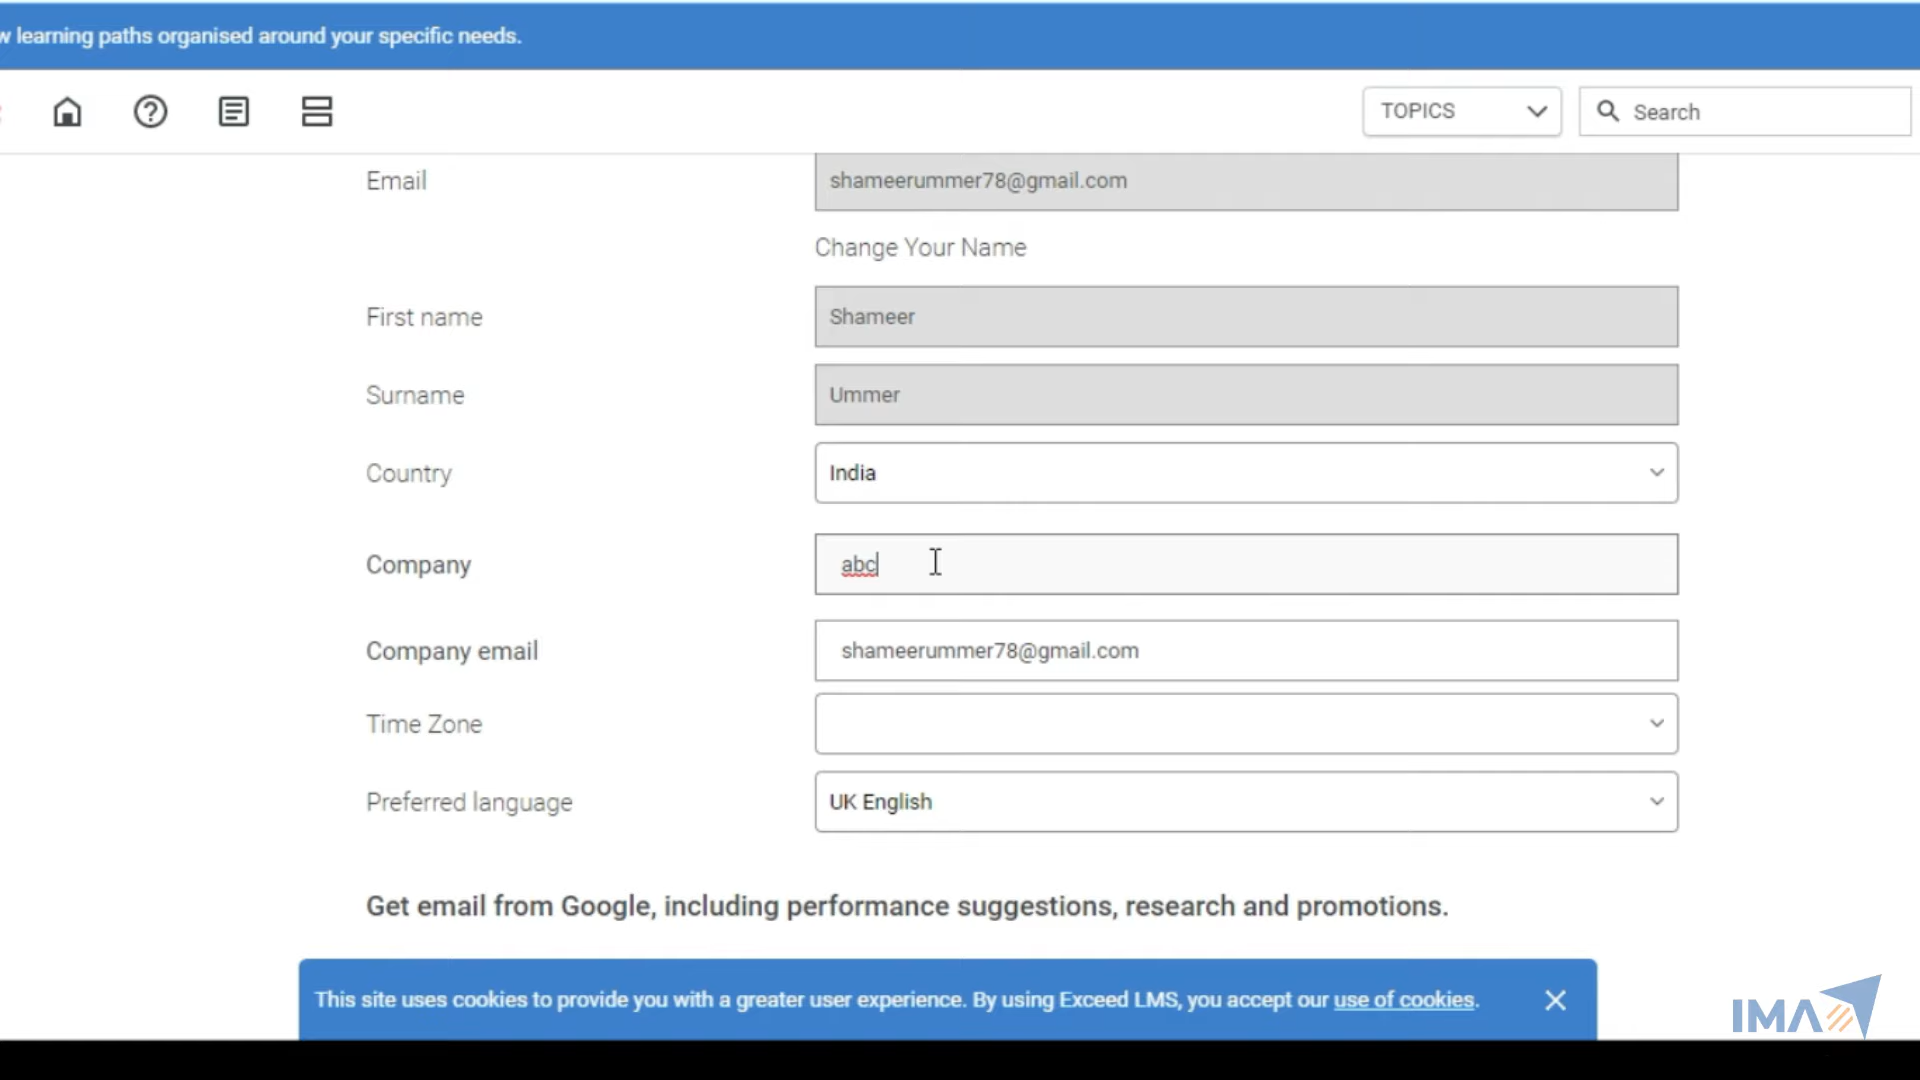 learning paths organised around your specific needs.
TOPICS
Search
Email
shameerummer78@gmail.com
Change Your Name
First name
Shameer
Surname
Ummer
Country
India
Company
abc
Company email
shameerummer78@gmail.com
Time Zone
Preferred language
UK English
Get email from Google, including performance suggestions, research and promotions.
This site uses cookies to provide you with a greater user experience. By using Exceed LMS, you accept our use of cookies.
IMA